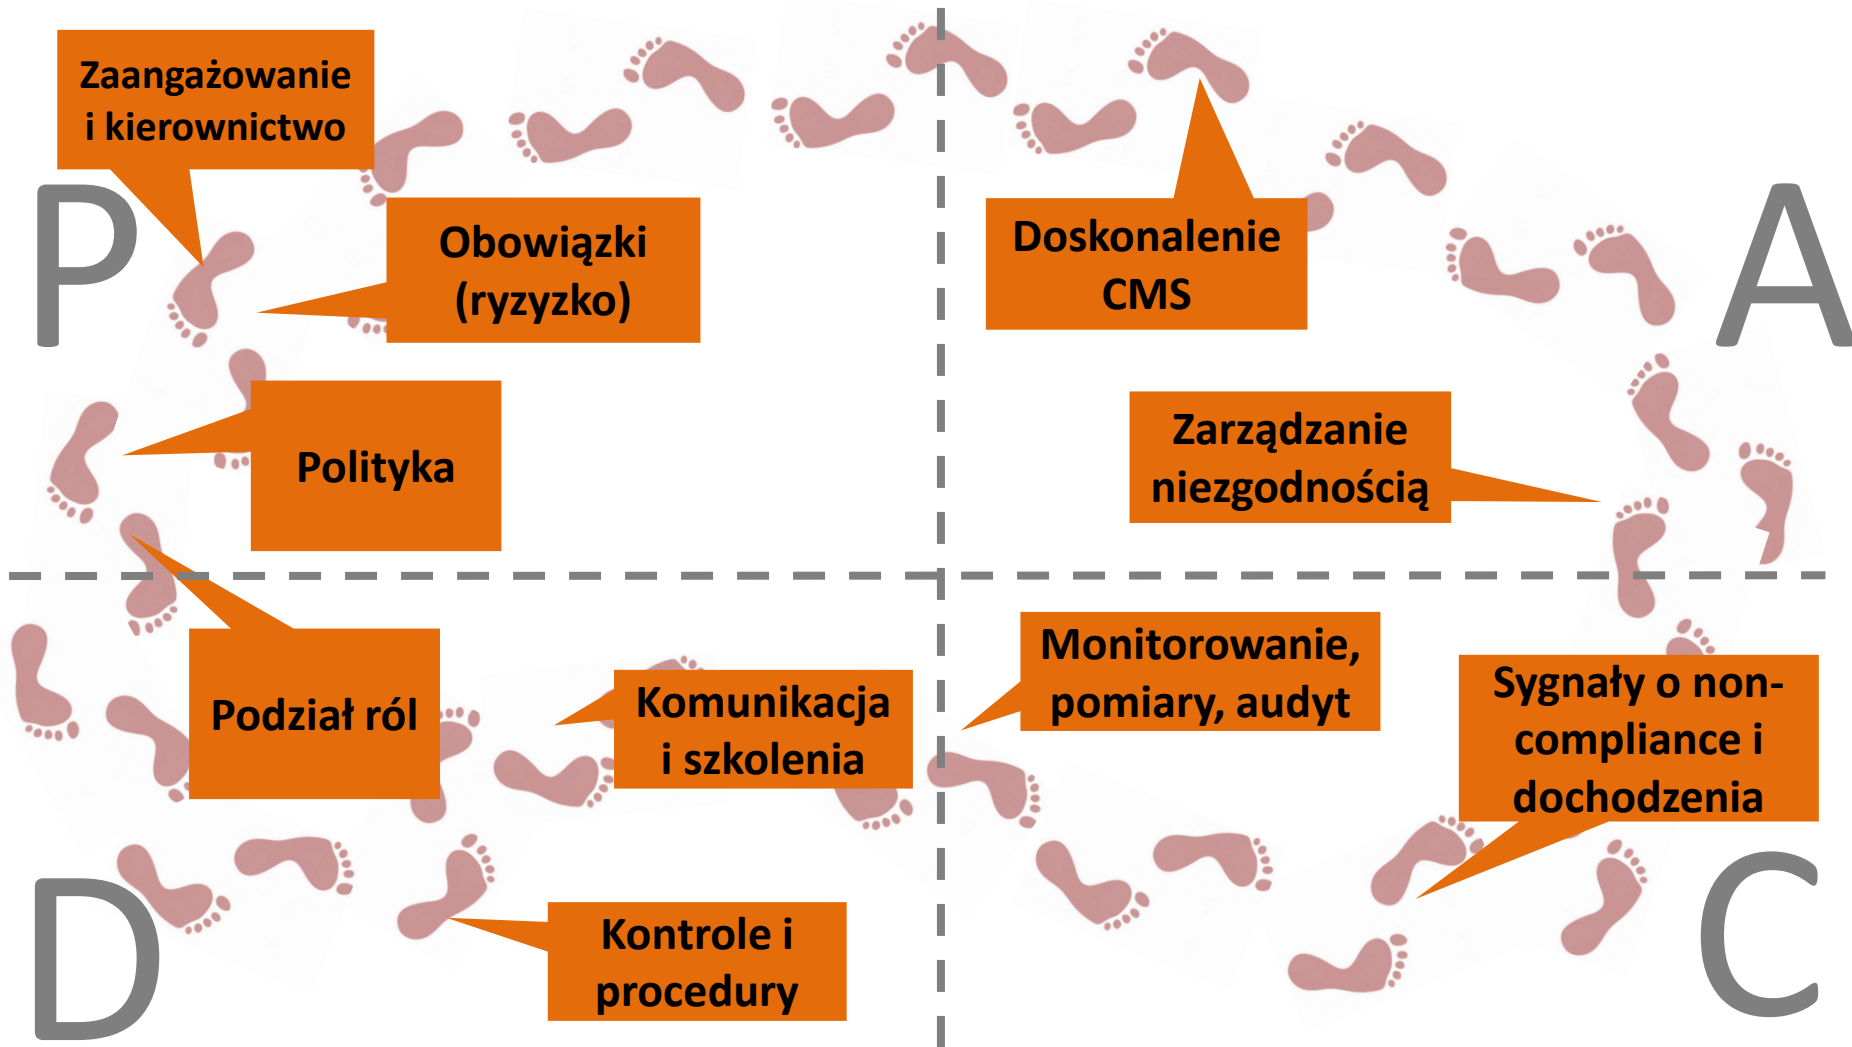 Zaangażowanie
i kierownictwo
P
Obowiązki
(ryzyzko)
Polityka
Doskonalenie
CMS
A
Zarządzanie
niezgodnością
Podział ról
Komunikacja
i szkolenia
Kontrole i
procedury
D
Monitorowanie,
pomiary, audyt
Sygnały o non-
compliance i
dochodzenia
C